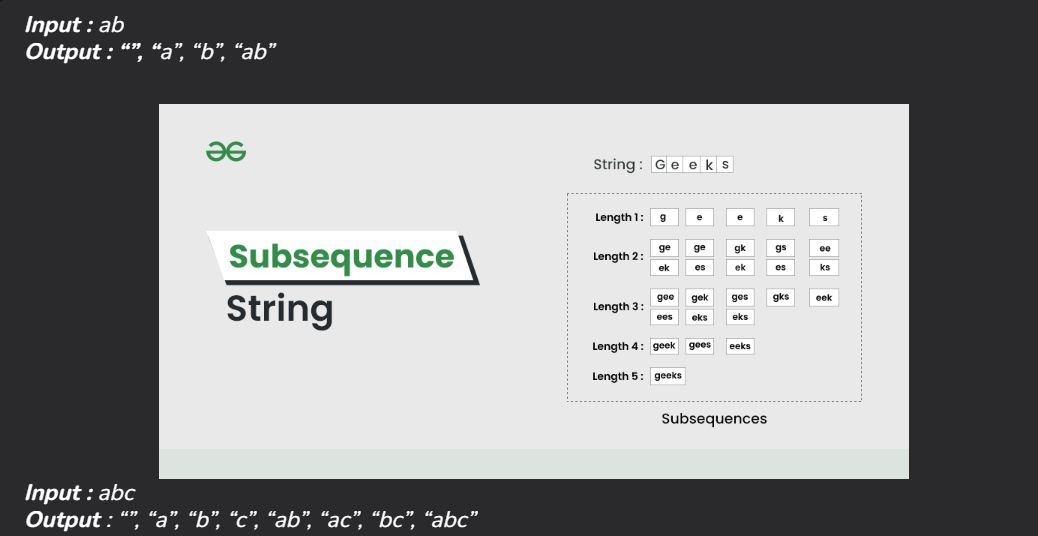 Input : ab
Output : “”, “a”, “b”, “ab”
String : G e e k s
Subsequence
String
Length 1 : g e e k s
Length 2 : ge ge gk gs ee
ek es ek es ks
Length 3 : gee gek ges gks eek
ees eks eks
Length 4 : geek gees eeks
Length 5 : geeks
Subsequences
Input : abc
Output : “”, “a”, “b”, “c”, “ab”, “ac”, “bc”, “abc”